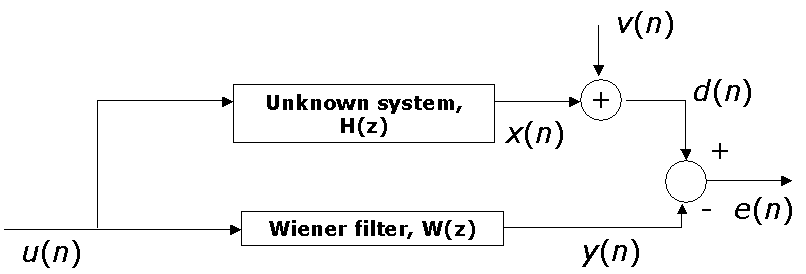 v(n)
Unknown system,
H(z)
+
x(n)
d(n)
+
Wiener filter, W(z)
-
e(n)
u(n)
y(n)